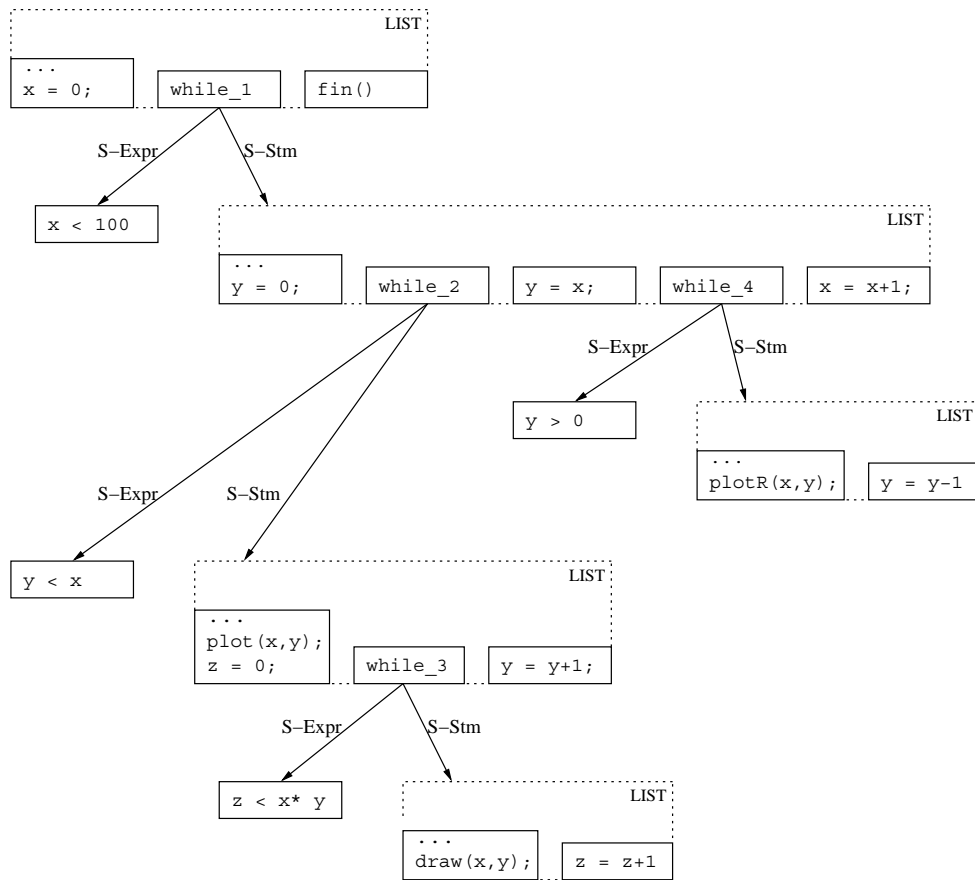 LIST
...
x = 0;
while_1
fin()
S-Expr
S-Stm
x < 100
LIST
...
y = 0;
while_2
y = x;
while_4
x = x+1;
S-Expr
S-Stm
y > 0
LIST
...
plotR(x,y);
y = y-1
S-Expr
S-Stm
y < x
LIST
...
plot(x,y);
z = 0;
while_3
y = y+1;
S-Expr
S-Stm
z < x* y
LIST
...
draw(x,y);
z = z+1